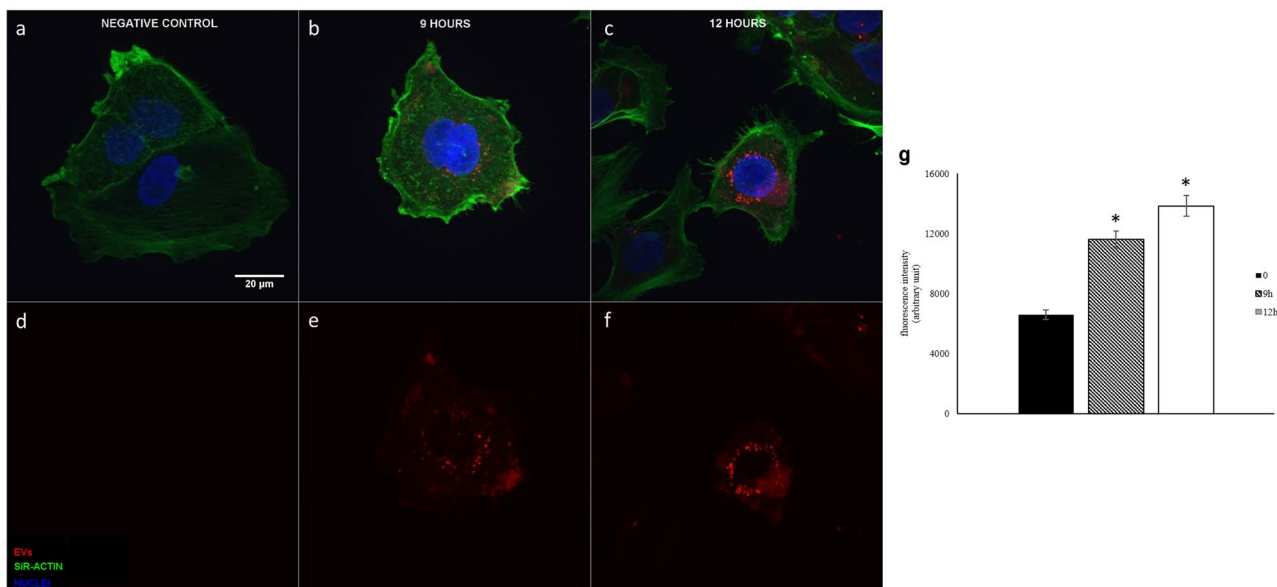 a
NEGATIVE CONTROL
b
9 HOURS
c
12 HOURS
20 µm
d
e
f
EVs
SiR-ACTIN
NUCLEI
g
16000
12000
8000
4000
0
fluorescence intensity
(arbitrary unit)
*
*
0
9h
12h